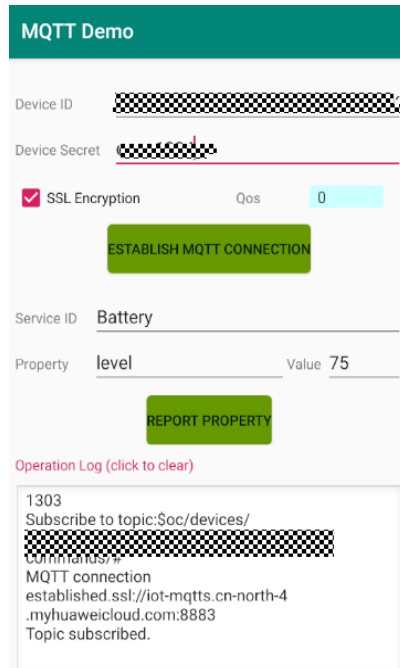 MQTT Demo
Device ID
Device Secret
SSL Encryption Qos 0
ESTABLISH MQTT CONNECTION
Service ID Battery
Property level Value 75
REPORT PROPERTY
Operation Log (click to clear)
1303
Subscribe to topic:$oc/devices/
commands/#
MQTT connection
established.ssl://iot-mqtts.cn-north-4
.myhuaweicloud.com:8883
Topic subscribed.